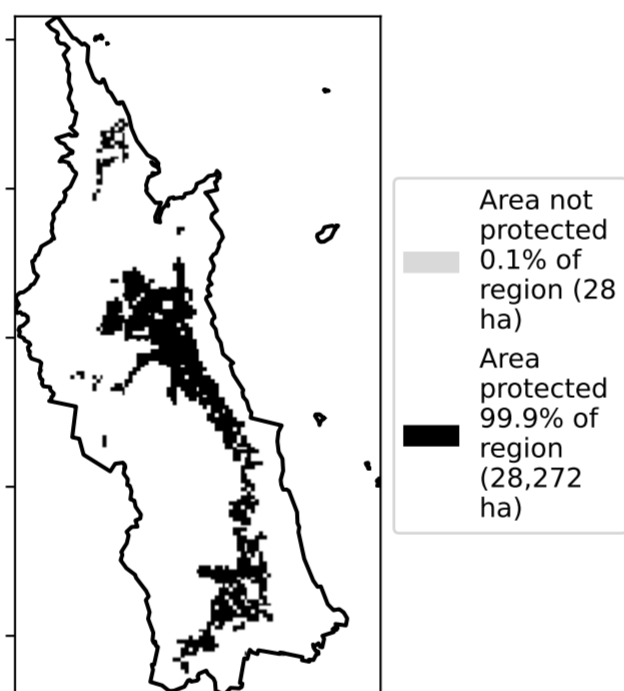 Area not
protected
0.1% of
region (28
ha)
Area
protected
99.9% of
region
(28,272
ha)